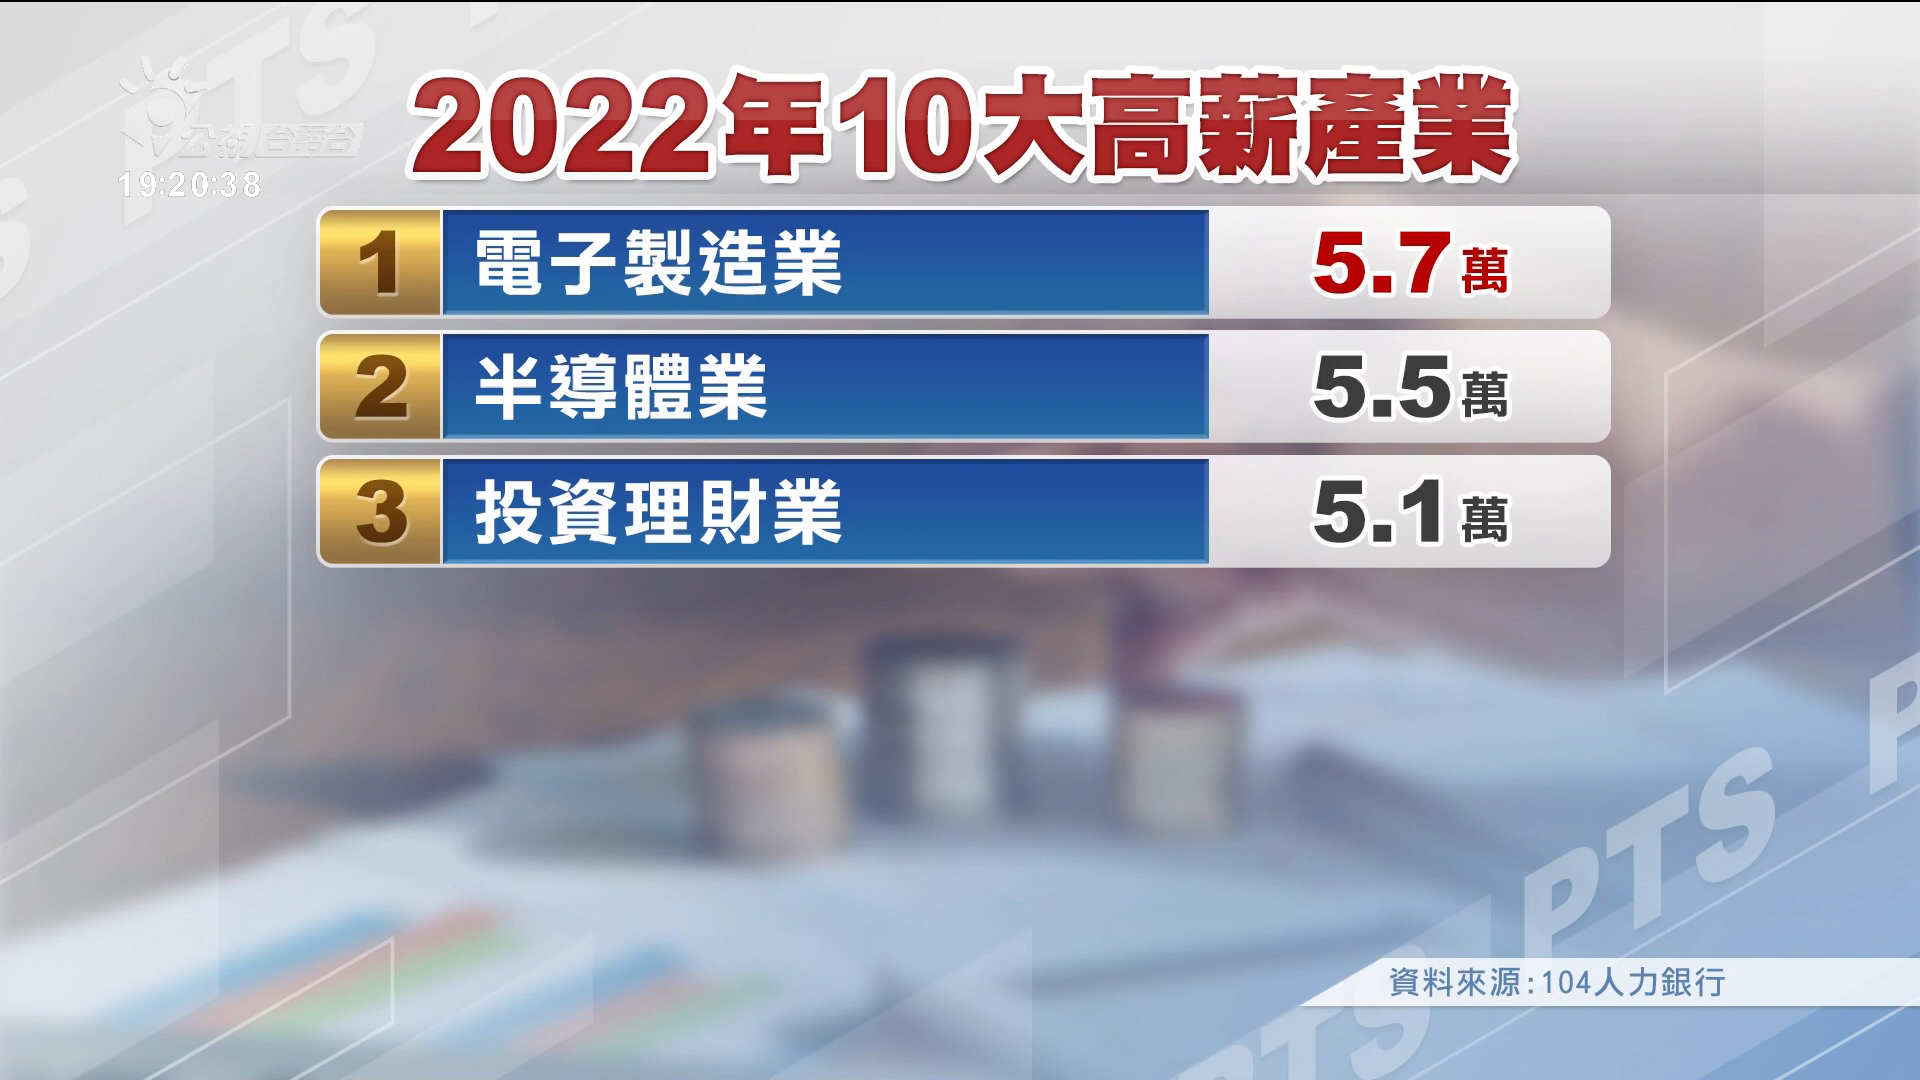 PTS
公視台語台
19:20:38
2022年10大高薪產業
1 電子製造業 5.7萬
2 半導體業 5.5萬
3 投資理財業 5.1萬
PTS
資料來源:104人力銀行
PTS